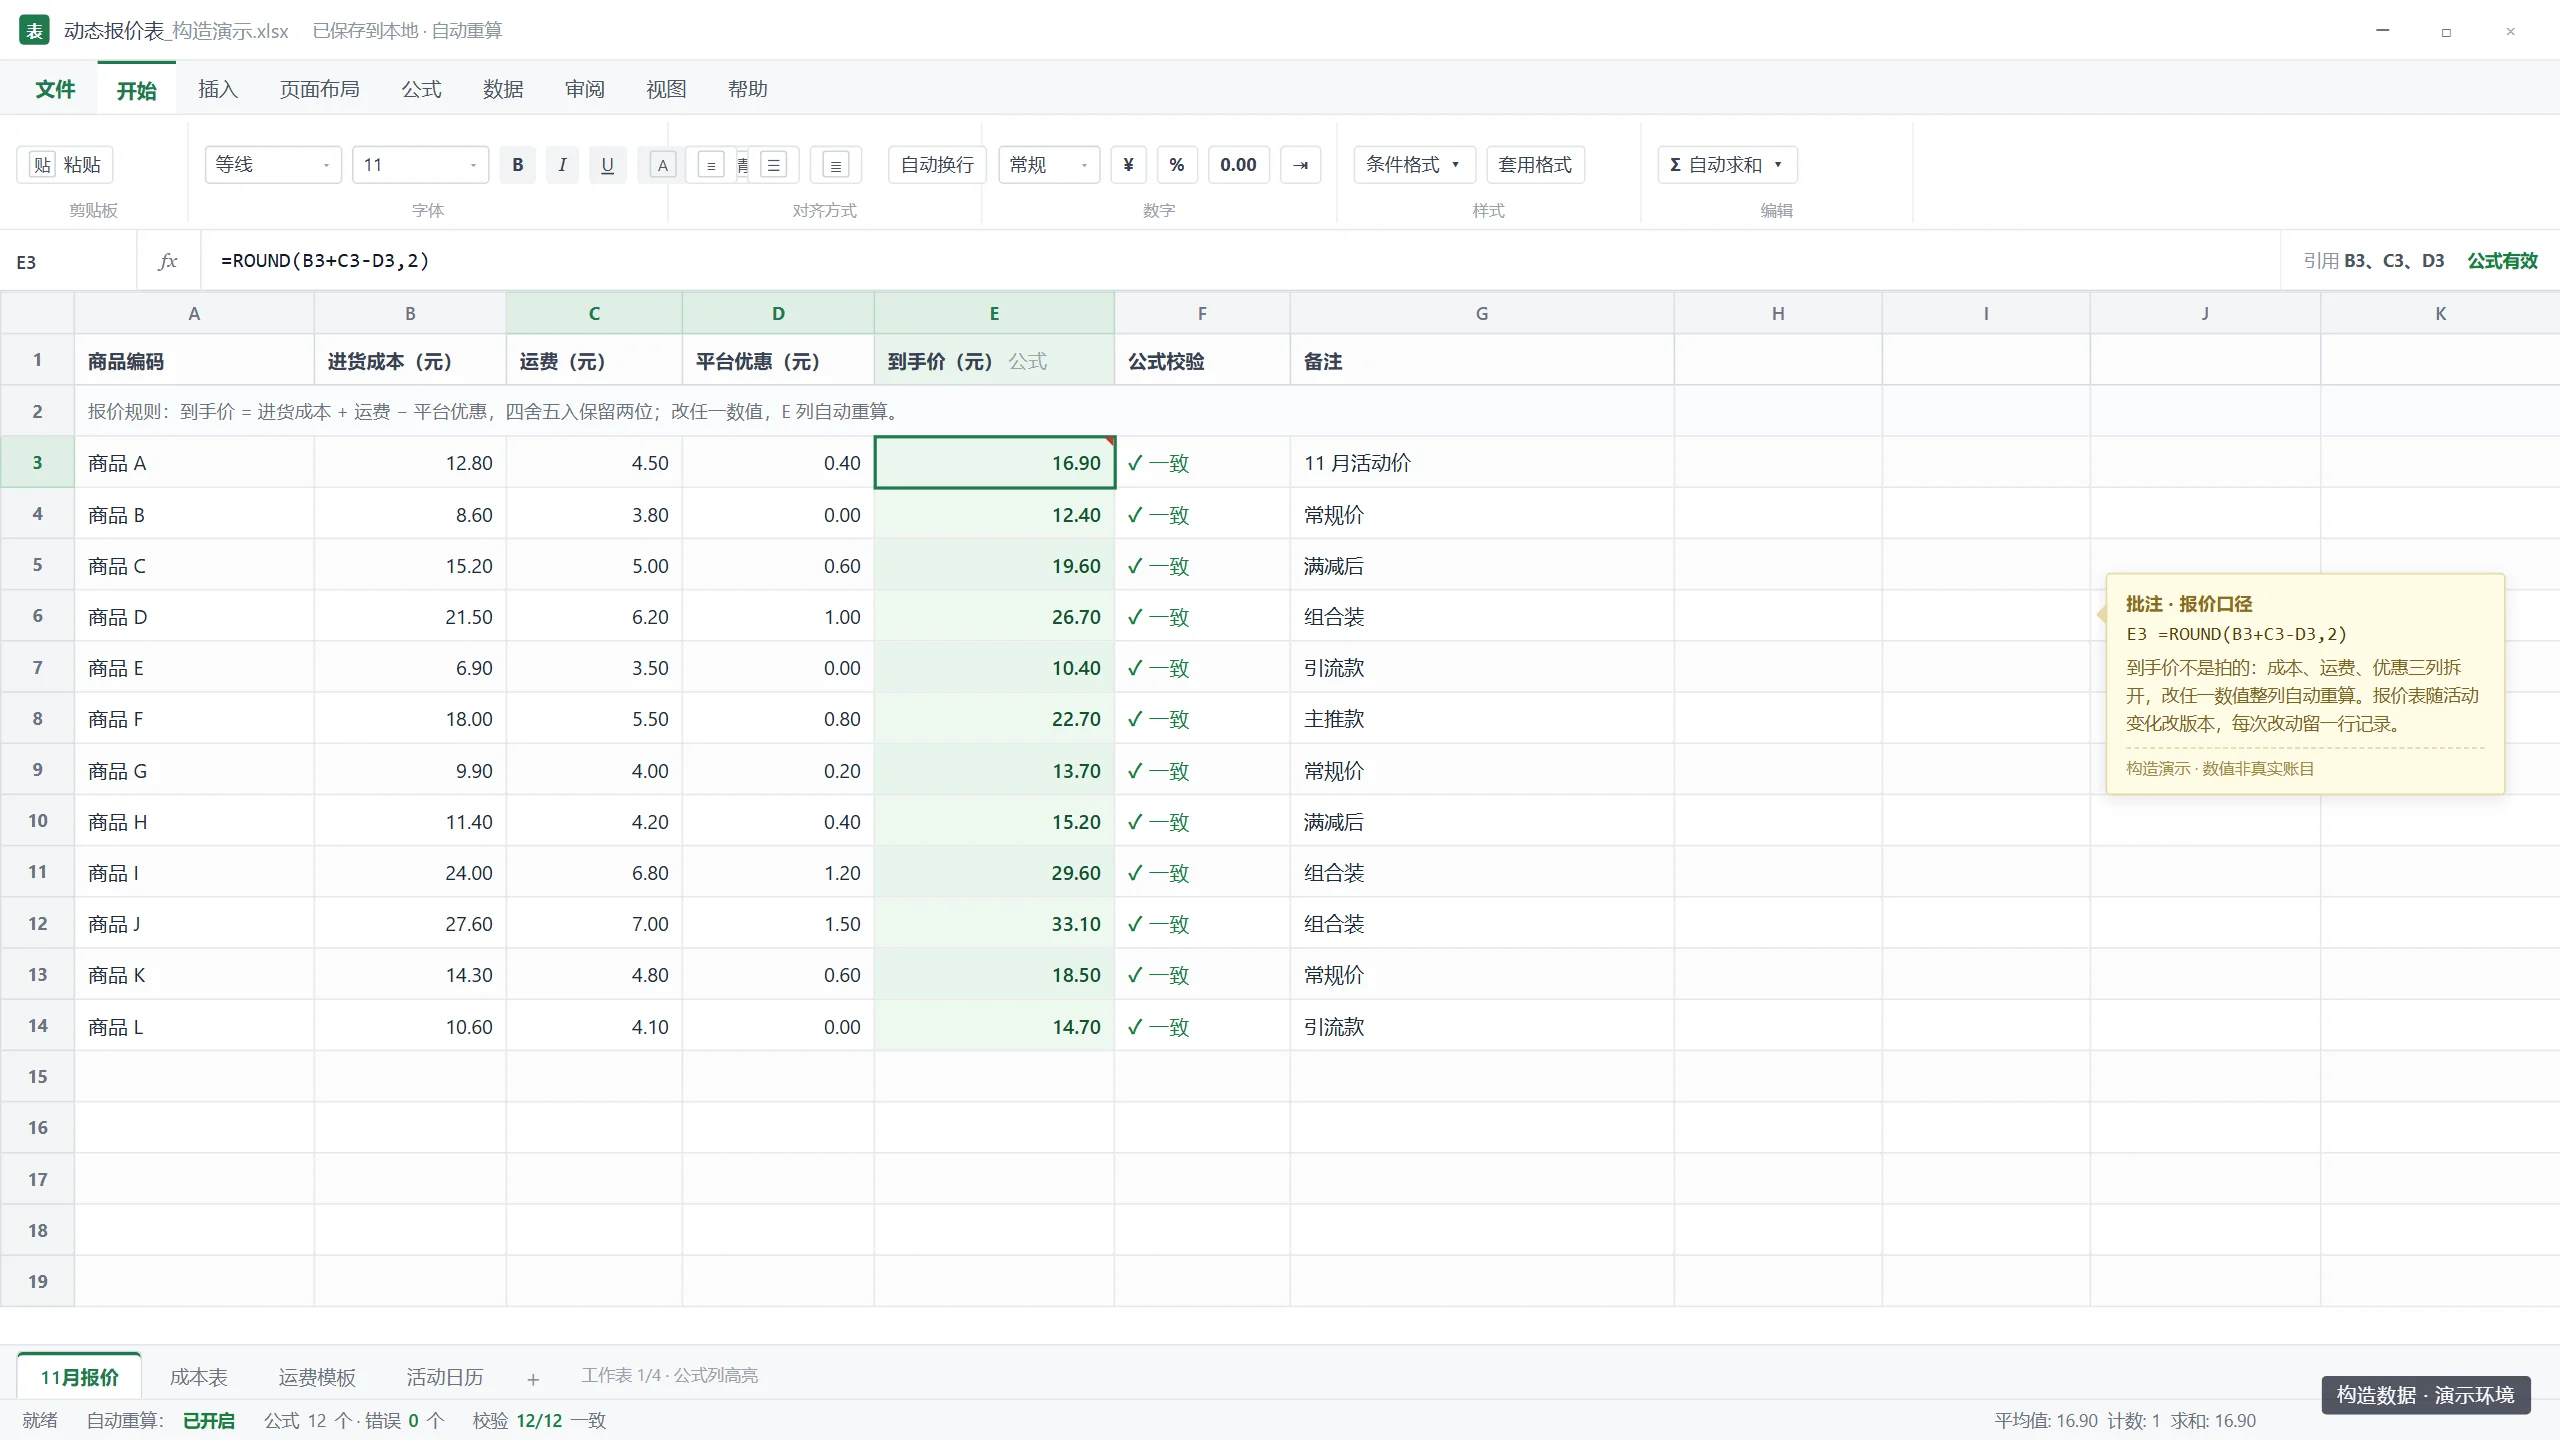 表 动态报价表_构造演示.xlsx 已保存到本地 · 自动重算
文件 开始 插入 页面布局 公式 数据 审阅 视图 帮助
贴 粘贴 等线 11 B I U A 自动换行 常规 ¥ % 0.00 条件格式 套用格式 Σ 自动求和
剪贴板 字体 对齐方式 数字 样式 编辑
E3 fx =ROUND(B3+C3-D3,2) 引用 B3、C3、D3 公式有效
A B C D E F G H I J K
1 商品编码 进货成本（元） 运费（元） 平台优惠（元） 到手价（元） 公式 公式校验 备注
2 报价规则：到手价 = 进货成本 + 运费 − 平台优惠，四舍五入保留两位；改任一数值，E 列自动重算。
3 商品 A 12.80 4.50 0.40 16.90 ✓ 一致 11 月活动价
4 商品 B 8.60 3.80 0.00 12.40 ✓ 一致 常规价
5 商品 C 15.20 5.00 0.60 19.60 ✓ 一致 满减后
6 商品 D 21.50 6.20 1.00 26.70 ✓ 一致 组合装
7 商品 E 6.90 3.50 0.00 10.40 ✓ 一致 引流款
8 商品 F 18.00 5.50 0.80 22.70 ✓ 一致 主推款
9 商品 G 9.90 4.00 0.20 13.70 ✓ 一致 常规价
10 商品 H 11.40 4.20 0.40 15.20 ✓ 一致 满减后
11 商品 I 24.00 6.80 1.20 29.60 ✓ 一致 组合装
12 商品 J 27.60 7.00 1.50 33.10 ✓ 一致 组合装
13 商品 K 14.30 4.80 0.60 18.50 ✓ 一致 常规价
14 商品 L 10.60 4.10 0.00 14.70 ✓ 一致 引流款
15
16
17
18
19
批注 · 报价口径
E3 =ROUND(B3+C3-D3,2)
到手价不是拍的：成本、运费、优惠三列拆
开，改任一数值整列自动重算。报价表随活动
变化改版本，每次改动留一行记录。
构造演示 · 数值非真实账目
11月报价 成本表 运费模板 活动日历 + 工作表 1/4 · 公式列高亮
构造数据 · 演示环境
就绪 自动重算： 已开启 公式 12 个 · 错误 0 个 校验 12/12 一致 平均值: 16.90 计数: 1 求和: 16.90